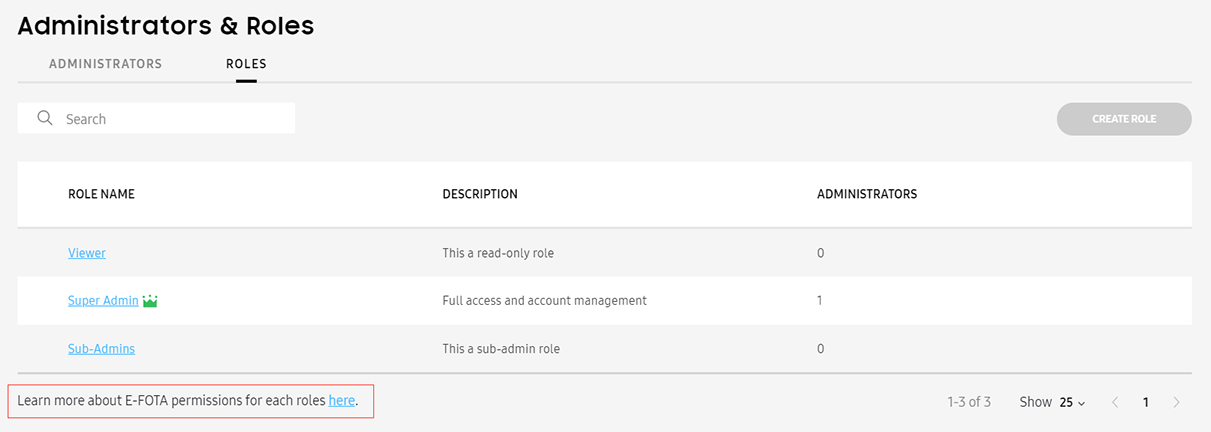 Administrators & Roles
ADMINISTRATORS ROLES
Search CREATE ROLE
ROLE NAME DESCRIPTION ADMINISTRATORS
Viewer This a read-only role 0
Super Admin Full access and account management 1
Sub-Admins This a sub-admin role 0
Learn more about E-FOTA permissions for each roles here. 1-3 of 3 Show 25 1